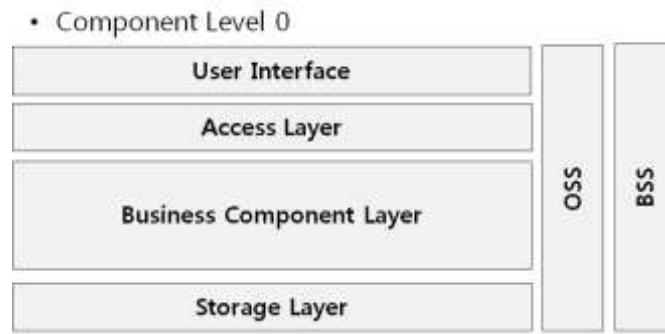 • Component Level 0
User Interface
Access Layer
Business Component Layer
Storage Layer
OSS
BSS